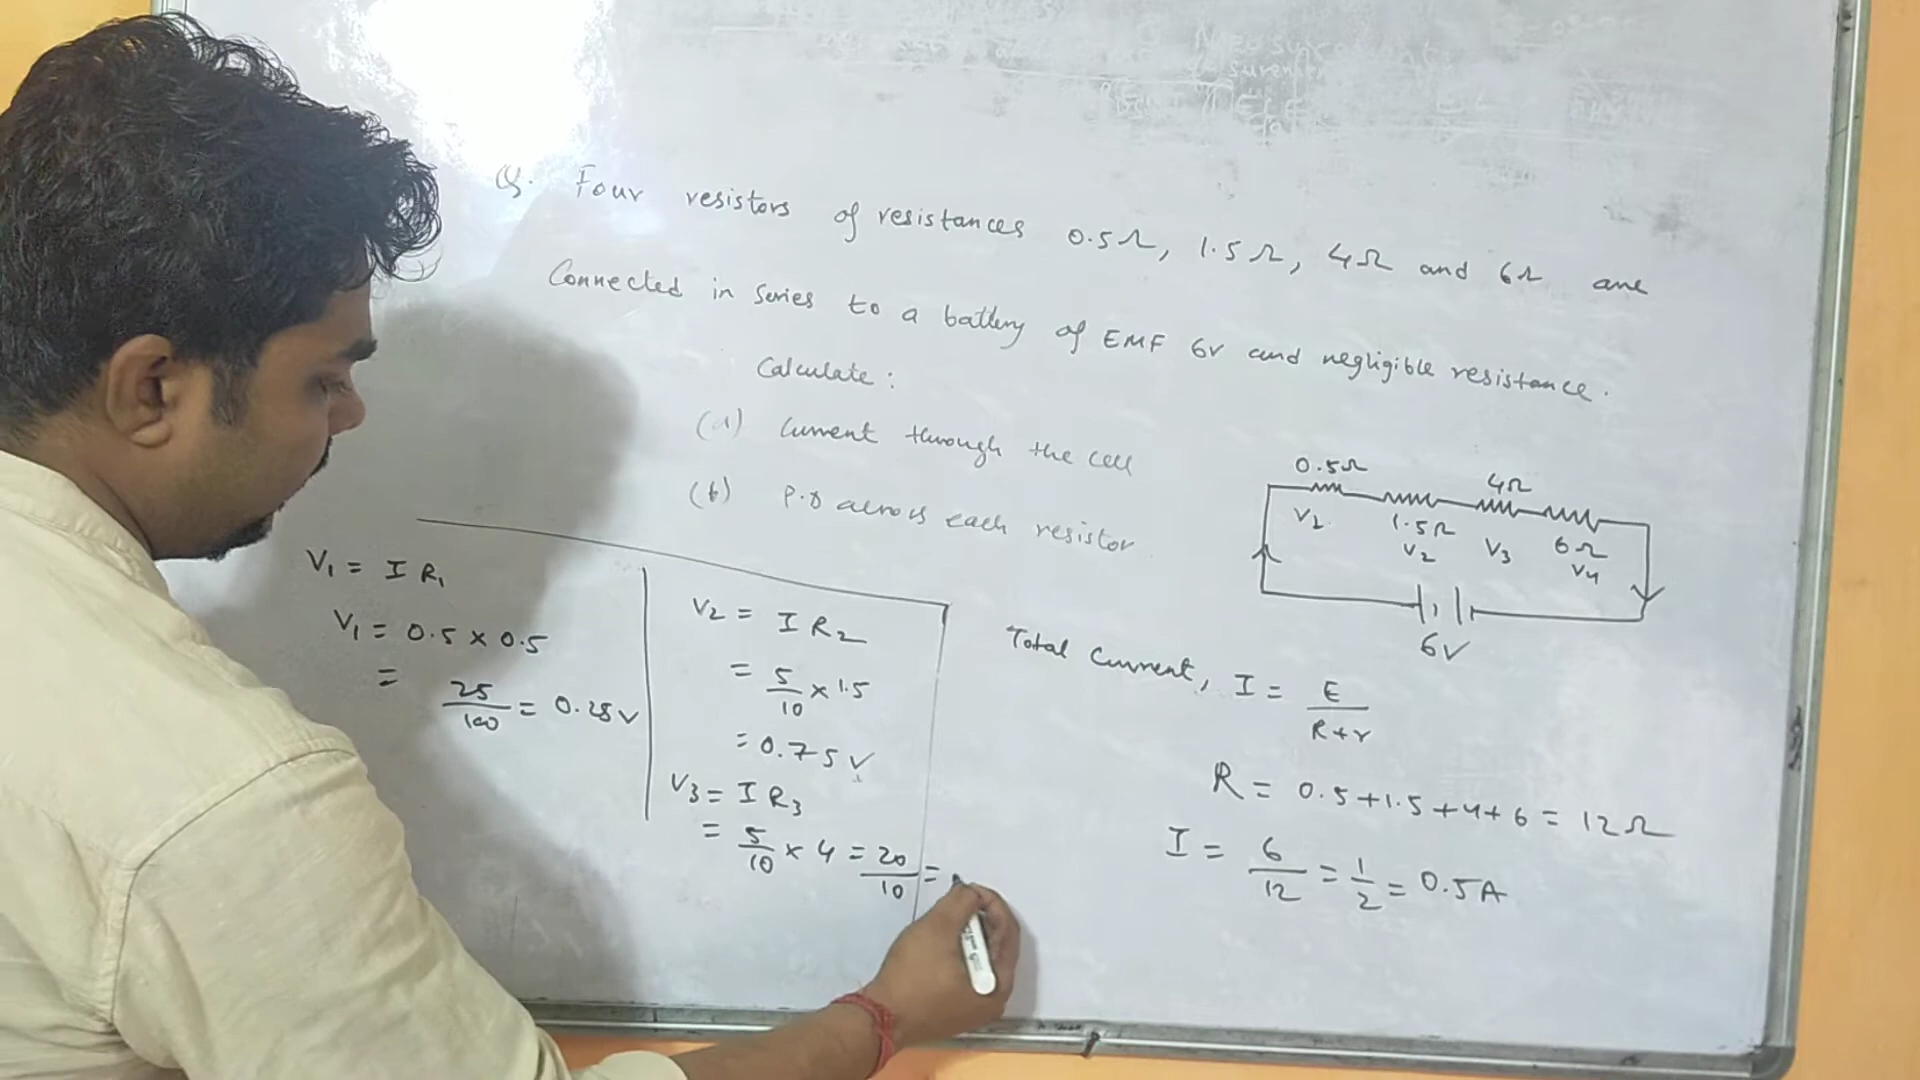 Q. Four resistors of resistances 0.5Ω, 1.5Ω, 4Ω and 6Ω are
Connected in series to a battery of EMF 6V and negligible resistance.
Calculate:
(a) Current through the cell
(b) P.D across each resistor
0.5Ω 4Ω
V1 1.5Ω V3 6Ω
V2 V4
6V
V1 = I R1
V1 = 0.5 × 0.5
= 25/100 = 0.25V
V2 = I R2
= 5/10 × 1.5
= 0.75V
V3 = I R3
= 5/10 × 4 = 20/10 =
Total Current, I = E/R+r
R = 0.5+1.5+4+6 = 12Ω
I = 6/12 = 1/2 = 0.5A